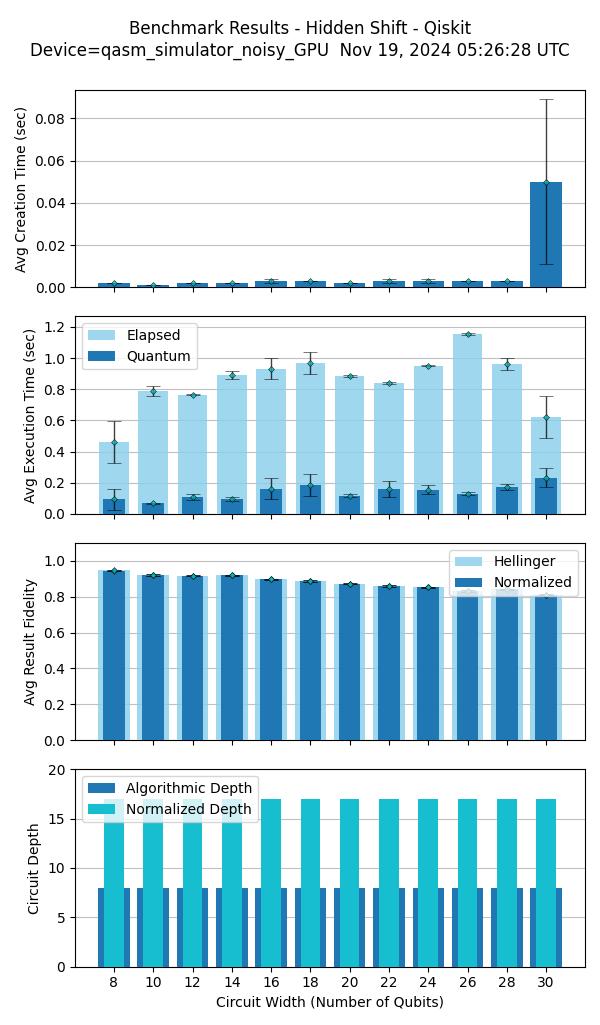 Benchmark Results - Hidden Shift - Qiskit
Device=qasm_simulator_noisy_GPU  Nov 19, 2024 05:26:28 UTC
Avg Creation Time (sec)
0.08
0.06
0.04
0.02
0.00
Avg Execution Time (sec)
1.2
1.0
0.8
0.6
0.4
0.2
0.0
Elapsed
Quantum
Avg Result Fidelity
1.0
0.8
0.6
0.4
0.2
0.0
Hellinger
Normalized
Circuit Depth
20
15
10
5
0
Algorithmic Depth
Normalized Depth
8 10 12 14 16 18 20 22 24 26 28 30
Circuit Width (Number of Qubits)